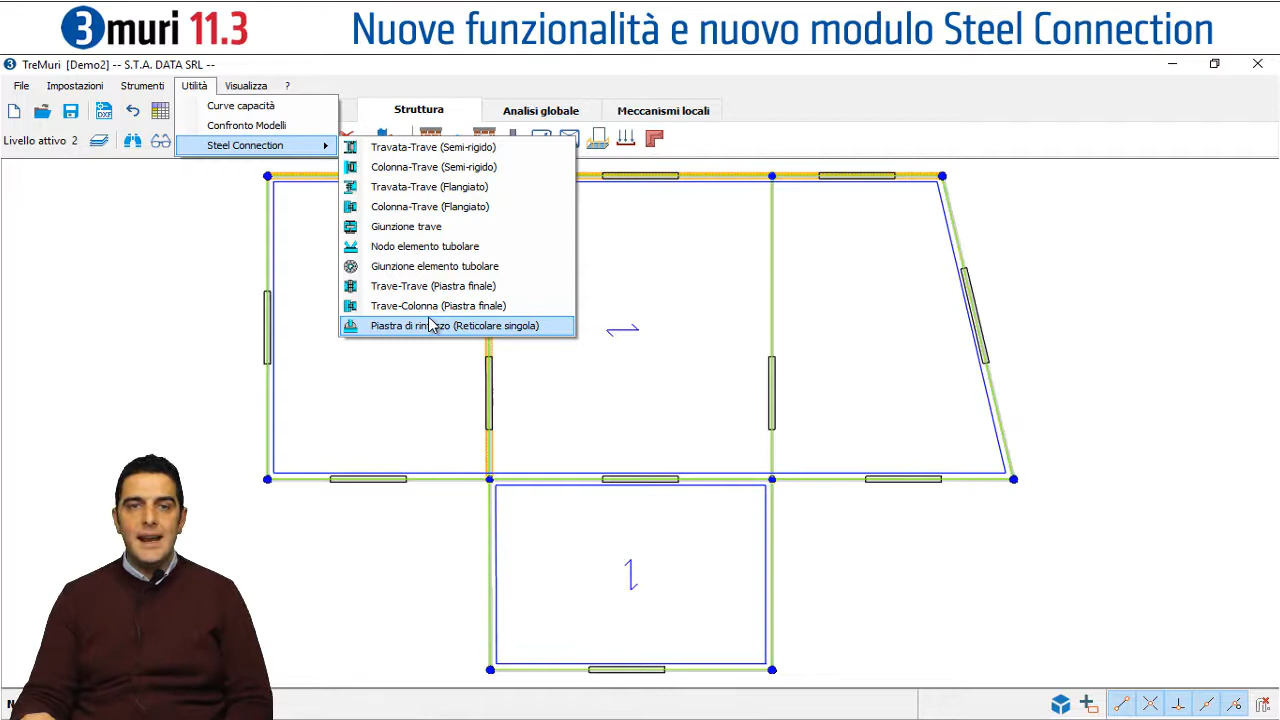 3muri 11.3 Nuove funzionalità e nuovo modulo Steel Connection
3 TreMuri [Demo2] -- S.T.A. DATA SRL --
File Impostazioni Strumenti Utilità Visualizza ?
Curve capacità
Confronto Modelli
Steel Connection
Struttura Analisi globale Meccanismi locali
DXF
Livello attivo 2
Travata-Trave (Semi-rigido)
Colonna-Trave (Semi-rigido)
Travata-Trave (Flangiato)
Colonna-Trave (Flangiato)
Giunzione trave
Nodo elemento tubolare
Giunzione elemento tubolare
Trave-Trave (Piastra finale)
Trave-Colonna (Piastra finale)
Piastra di (Reticolare singola)